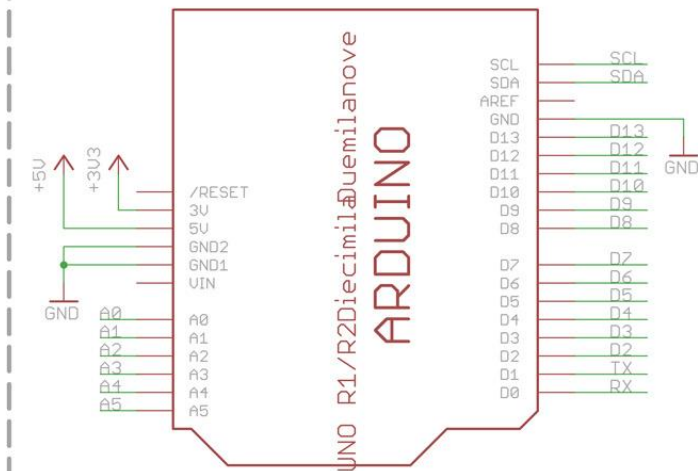 +5V
+3V3
/RESET
3V
5V
GND2
GND1
VIN
GND
A0 A0
A1 A1
A2 A2
A3 A3
A4 A4
A5 A5
UNO R1/R2Diecimila Duemilanove
ARDUINO
SCL SCL
SDA SDA
AREF
GND
D13 D13
D12 D12
D11 D11
D10 D10
D9 D9
D8 D8
GND
D7 D7
D6 D6
D5 D5
D4 D4
D3 D3
D2 D2
D1 TX
D0 RX